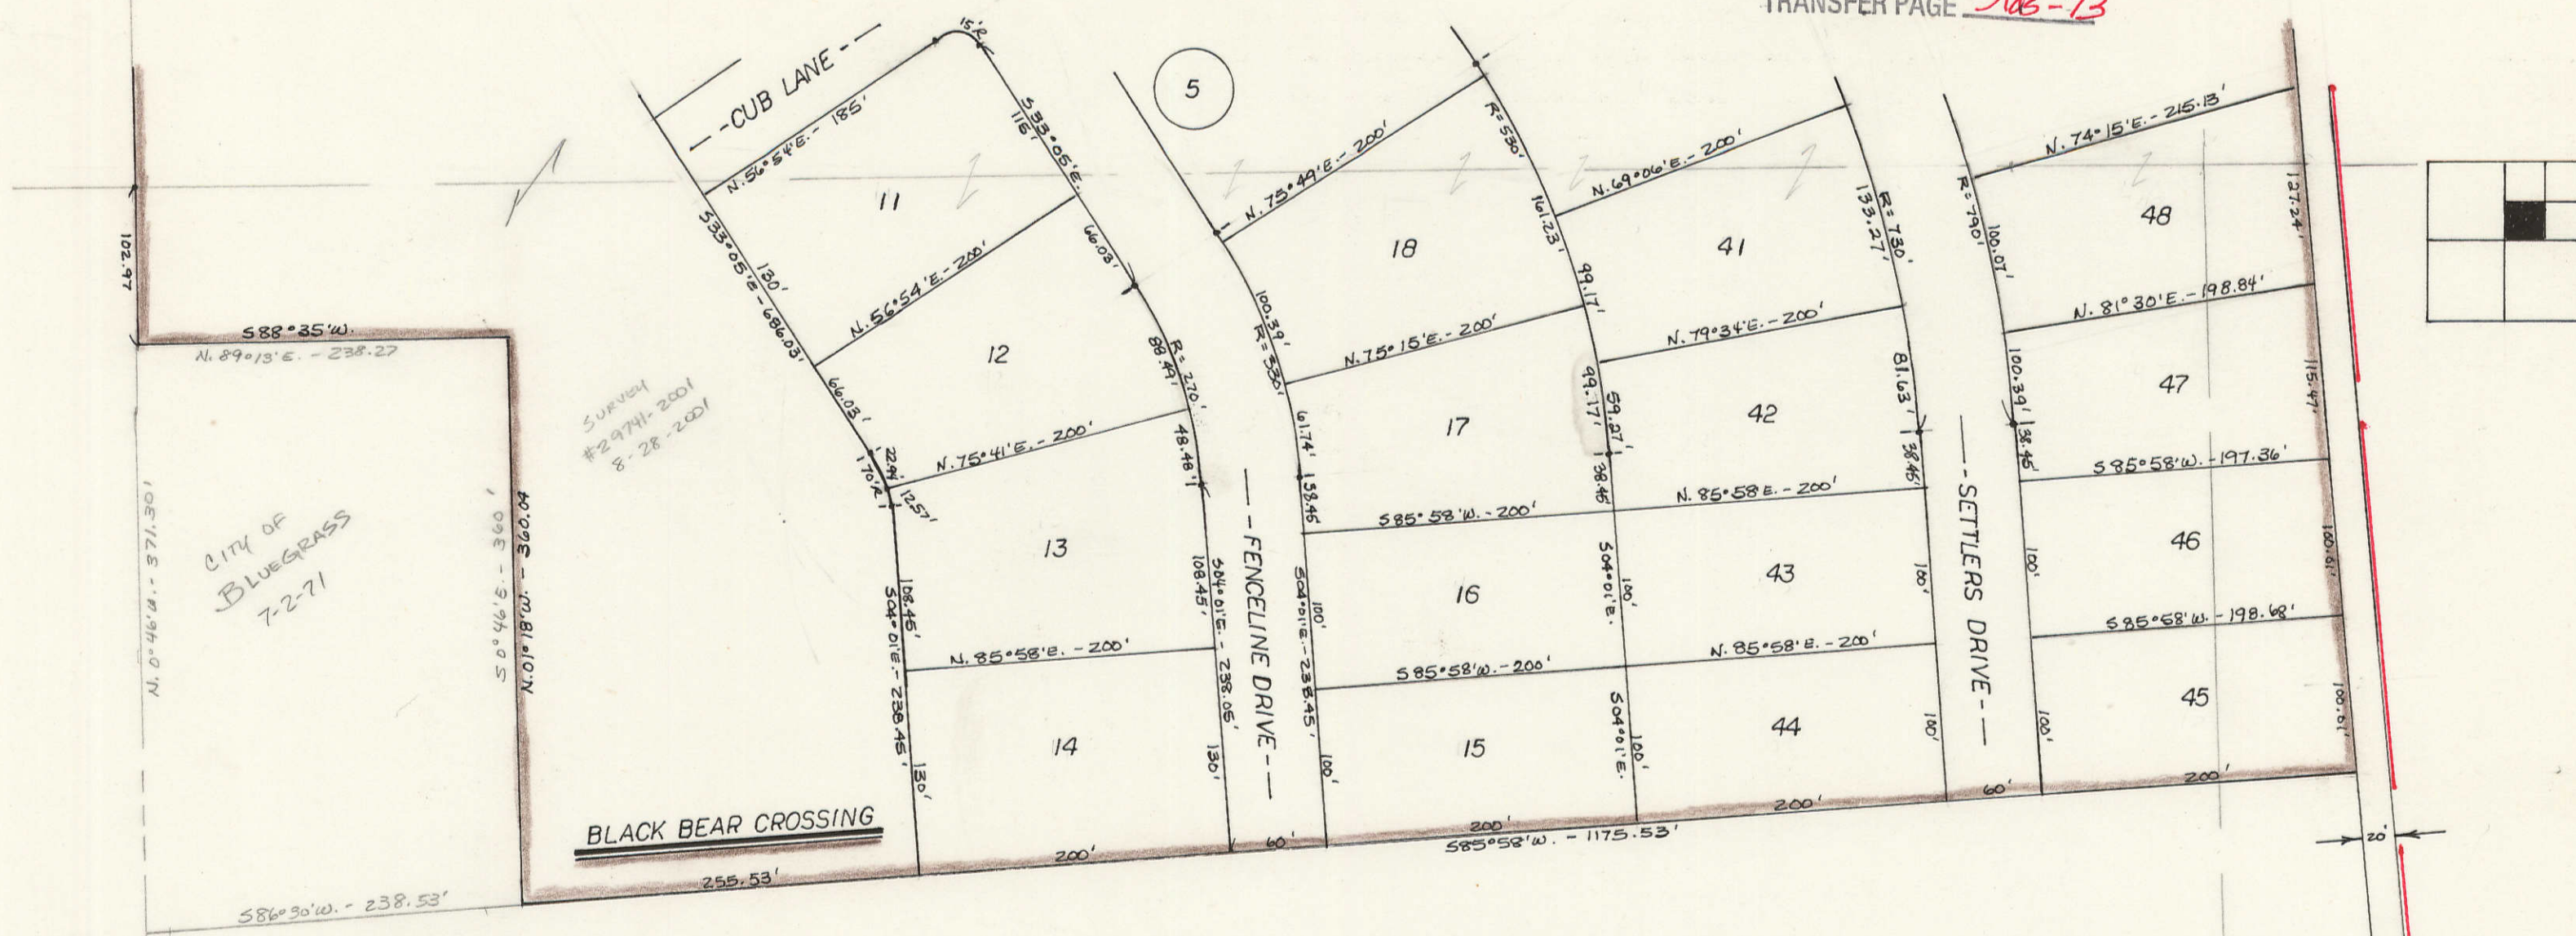 TRANSFER PAGE
5
- - CUB LANE - -
15'R
N.56°54'E. - 185'
S33°05'E.
115'
11
S33°05'E - 686.03'
130'
N.56°54'E. - 200'
66.03'
12
66.03'
R=270'
88.49'
N.75°41'E. - 200'
22.94'
170'R
12.57'
48.48'
13
108.45'
S04°01'E. - 238.45'
N.85°58'E. - 200'
S04°01'E. - 238.05'
108.45'
14
130'
130'
- - FENCELINE DRIVE - -
N.75°49'E. - 200'
R=530'
161.23'
18
100.39'
R=330'
N.75°15'E. - 200'
99.17'
61.74'
17
99.17'
59.27'
38.45'
38.45'
S85°58'W. - 200'
S04°01'E. - 238.45'
100'
16
S04°01'E.
100'
S85°58'W. - 200'
15
100'
S04°01'E.
100'
N.69°06'E. - 200'
R=730'
133.27'
41
N.79°34'E. - 200'
81.63'
42
38.45'
N.85°58'E. - 200'
43
100'
N.85°58'E. - 200'
44
100'
- - SETTLERS DRIVE - -
N.74°15'E. - 215.13'
R=790'
100.07'
48
127.24'
N.81°30'E. - 198.84'
100.39'
47
115.47'
38.45'
S85°58'W. - 197.36'
46
100'
100.61'
S85°58'W. - 198.68'
45
100'
100.61'
102.97
S88°35'W.
N.89°13'E. - 238.27
SURVEY
#29741-2001
8-28-2001
CITY OF
BLUEGRASS
7-2-71
N.0°46'W. - 371.30'
S0°46'E. - 360'
N.01°18'W. - 360.04
BLACK BEAR CROSSING
S86°30'W. - 238.53'
255.53'
200'
60'
200'
S85°58'W. - 1175.53'
200'
60'
200'
20'